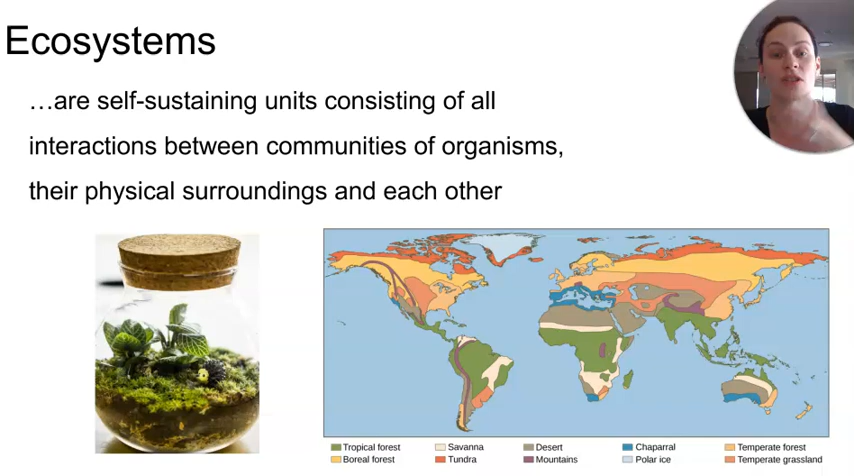 Ecosystems
…are self-sustaining units consisting of all
interactions between communities of organisms,
their physical surroundings and each other
Tropical forest Savanna Desert Chaparral Temperate forest
Boreal forest Tundra Mountains Polar ice Temperate grassland